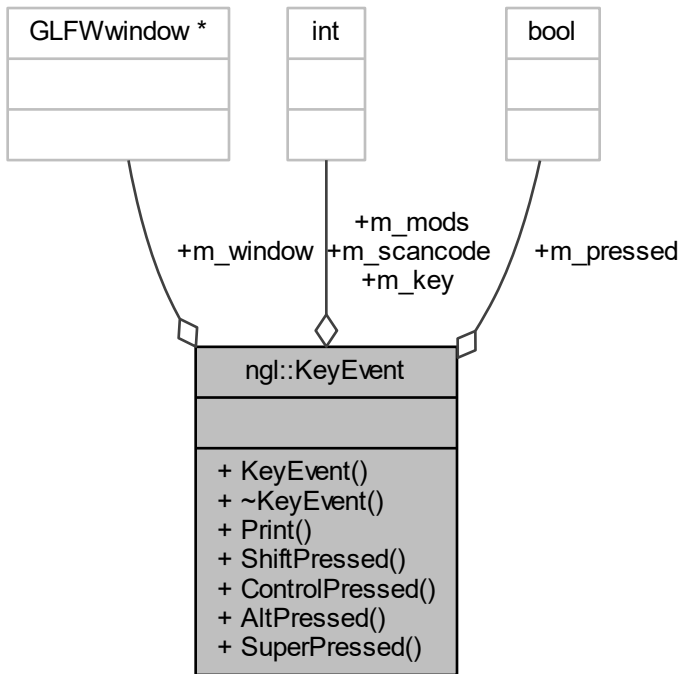 GLFWwindow *
int
bool
+m_mods
+m_window
+m_scancode
+m_pressed
+m_key
ngl::KeyEvent
+ KeyEvent()
+ ~KeyEvent()
+ Print()
+ ShiftPressed()
+ ControlPressed()
+ AltPressed()
+ SuperPressed()